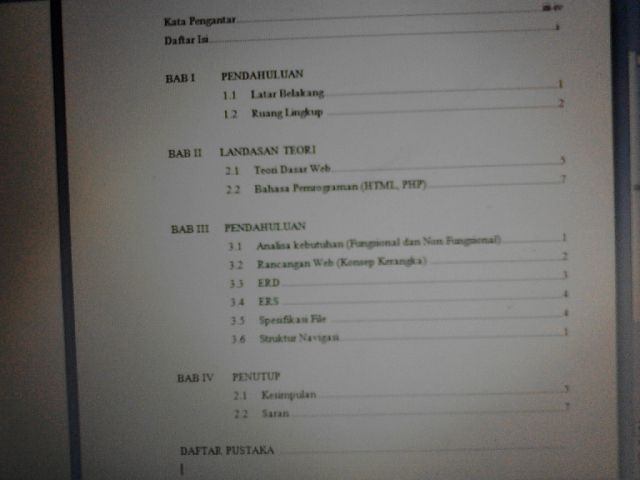 Kata Pengantar
Daftar Isi i
BAB I PENDAHULUAN
1.1 Latar Belakang 1
1.2 Ruang Lingkup 2
BAB II LANDASAN TEORI
2.1 Teori Dasar Web 5
2.2 Bahasa Pemrograman (HTML, PHP) 7
BAB III PENDAHULUAN
3.1 Analisa kebutuhan (Fungsional dan Non Fungsional) 1
3.2 Rancangan Web (Konsep Kerangka) 2
3.3 ERD 3
3.4 ERS 4
3.5 Spesifikasi File 4
3.6 Struktur Navigasi 1
BAB IV PENUTUP
2.1 Kesimpulan 5
2.2 Saran 7
DAFTAR PUSTAKA